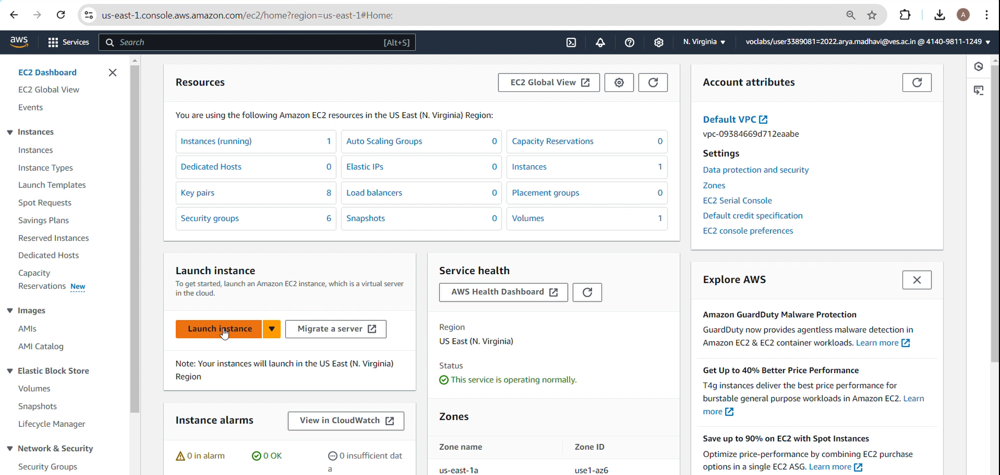 us-east-1.console.aws.amazon.com/ec2/home?region=us-east-1#Home:
A
aws
Services
Search
[Alt+S]
N. Virginia
voclabs/user3389081=2022.arya.madhavi@ves.ac.in @ 4140-9811-1249
EC2 Dashboard
EC2 Global View
Events
Instances
Instances
Instance Types
Launch Templates
Spot Requests
Savings Plans
Reserved Instances
Dedicated Hosts
Capacity
Reservations New
Images
AMIs
AMI Catalog
Elastic Block Store
Volumes
Snapshots
Lifecycle Manager
Network & Security
Security Groups
Resources
EC2 Global View
You are using the following Amazon EC2 resources in the US East (N. Virginia) Region:
Instances (running) 1
Auto Scaling Groups 0
Capacity Reservations 0
Dedicated Hosts 0
Elastic IPs 0
Instances 1
Key pairs 8
Load balancers 0
Placement groups 0
Security groups 6
Snapshots 0
Volumes 1
Launch instance
To get started, launch an Amazon EC2 instance, which is a virtual server
in the cloud.
Launch instance
Migrate a server
Note: Your instances will launch in the US East (N. Virginia)
Region
Instance alarms
View in CloudWatch
0 in alarm
0 OK
0 insufficient dat
a
Service health
AWS Health Dashboard
Region
US East (N. Virginia)
Status
This service is operating normally.
Zones
Zone name
Zone ID
us-east-1a
use1-az6
Account attributes
Default VPC
vpc-09384669d712eaabe
Settings
Data protection and security
Zones
EC2 Serial Console
Default credit specification
EC2 console preferences
Explore AWS
Amazon GuardDuty Malware Protection
GuardDuty now provides agentless malware detection in
Amazon EC2 & EC2 container workloads. Learn more
Get Up to 40% Better Price Performance
T4g instances deliver the best price performance for
burstable general purpose workloads in Amazon EC2. Learn
more
Save up to 90% on EC2 with Spot Instances
Optimize price-performance by combining EC2 purchase
options in a single EC2 ASG. Learn more